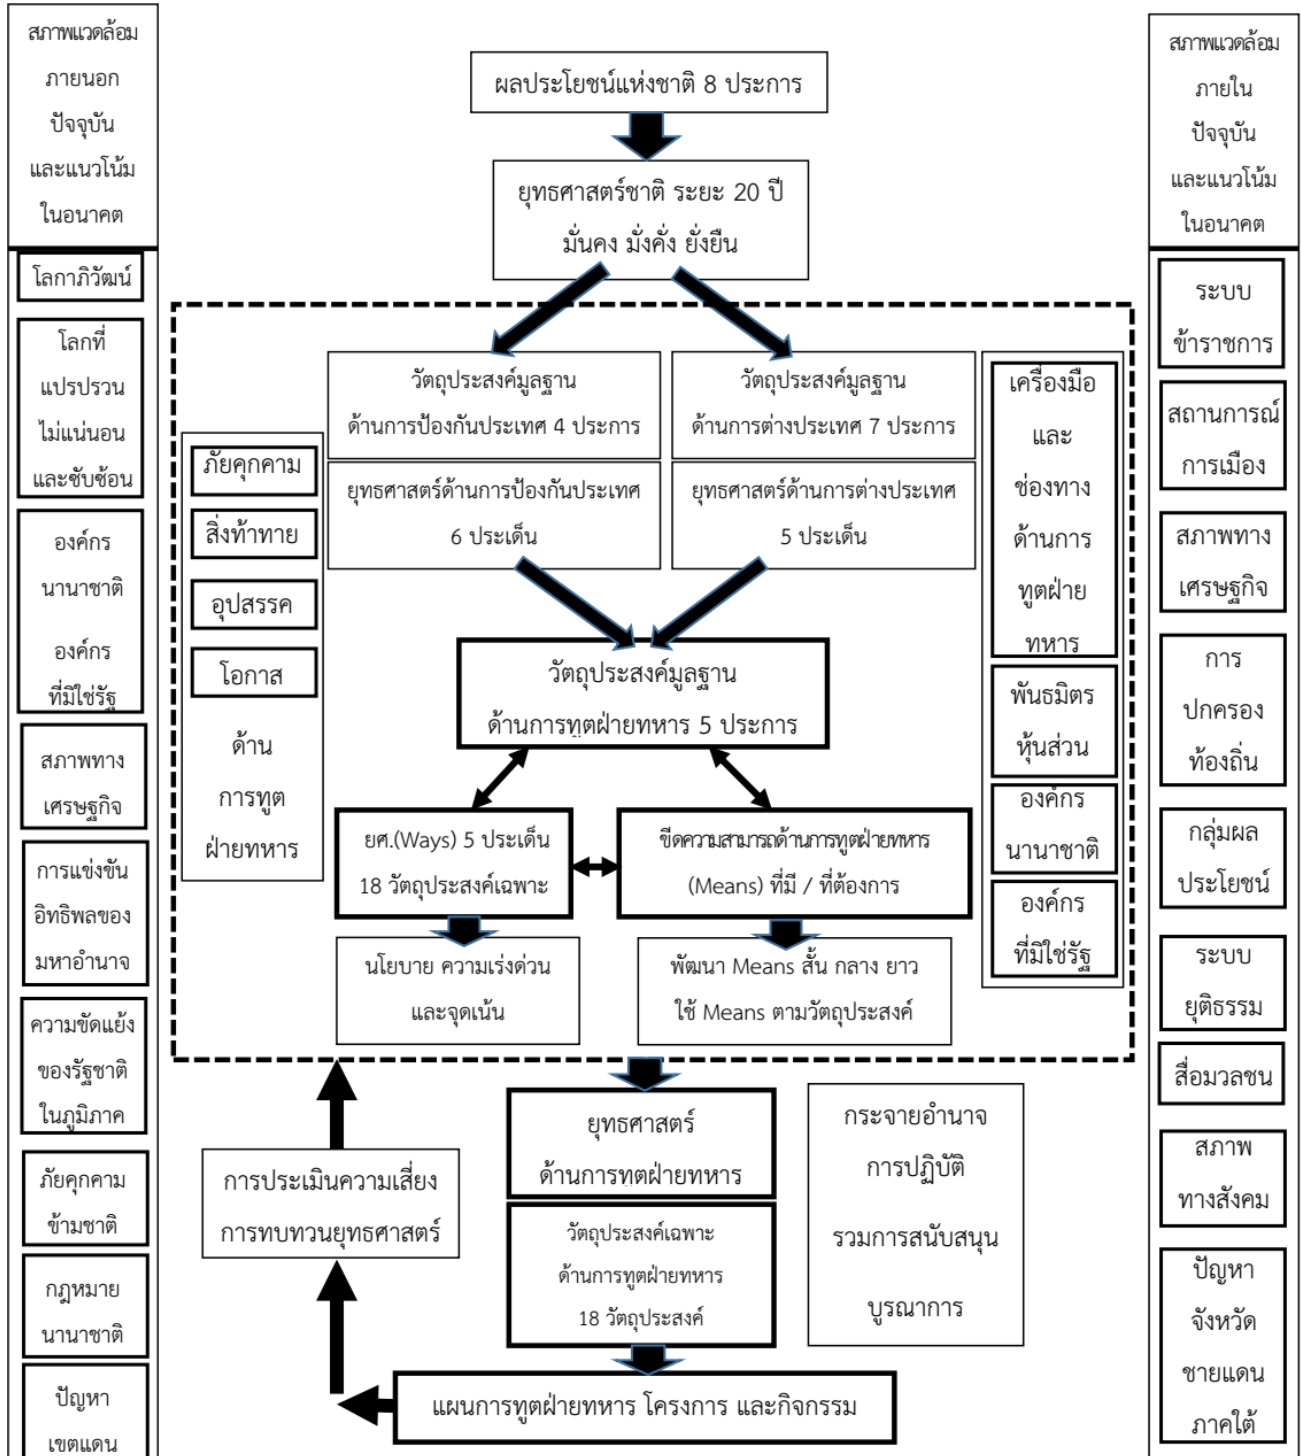 สภาพแวดล้อม
ภายนอก
ปัจจุบัน
และแนวโน้ม
ในอนาคต
โลกาภิวัฒน์
โลกที่
แปรปรวน
ไม่แน่นอน
และซับซ้อน
องค์กร
นานาชาติ
องค์กร
ที่มิใช่รัฐ
สภาพทาง
เศรษฐกิจ
การแข่งขัน
อิทธิพลของ
มหาอำนาจ
ความขัดแย้ง
ของรัฐชาติ
ในภูมิภาค
ภัยคุกคาม
ข้ามชาติ
กฎหมาย
นานาชาติ
ปัญหา
เขตแดน
ผลประโยชน์แห่งชาติ 8 ประการ
ยุทธศาสตร์ชาติ ระยะ 20 ปี
มั่นคง มั่งคั่ง ยั่งยืน
ภัยคุกคาม
สิ่งท้าทาย
อุปสรรค
โอกาส
ด้าน
การทูต
ฝ่ายทหาร
วัตถุประสงค์มูลฐาน
ด้านการป้องกันประเทศ 4 ประการ
ยุทธศาสตร์ด้านการป้องกันประเทศ
6 ประเด็น
วัตถุประสงค์มูลฐาน
ด้านการต่างประเทศ 7 ประการ
ยุทธศาสตร์ด้านการต่างประเทศ
5 ประเด็น
วัตถุประสงค์มูลฐาน
ด้านการทูตฝ่ายทหาร 5 ประการ
ยศ.(Ways) 5 ประเด็น
18 วัตถุประสงค์เฉพาะ
ขีดความสามารถด้านการทูตฝ่ายทหาร
(Means) ที่มี / ที่ต้องการ
นโยบาย ความเร่งด่วน
และจุดเน้น
พัฒนา Means สั้น กลาง ยาว
ใช้ Means ตามวัตถุประสงค์
เครื่องมือ
และ
ช่องทาง
ด้านการ
ทูตฝ่าย
ทหาร
พันธมิตร
หุ้นส่วน
องค์กร
นานาชาติ
องค์กร
ที่มิใช่รัฐ
การประเมินความเสี่ยง
การทบทวนยุทธศาสตร์
ยุทธศาสตร์
ด้านการทูตฝ่ายทหาร
วัตถุประสงค์เฉพาะ
ด้านการทูตฝ่ายทหาร
18 วัตถุประสงค์
กระจายอำนาจ
การปฏิบัติ
รวมการสนับสนุน
บูรณาการ
แผนการทูตฝ่ายทหาร โครงการ และกิจกรรม
สภาพแวดล้อม
ภายใน
ปัจจุบัน
และแนวโน้ม
ในอนาคต
ระบบ
ข้าราชการ
สถานการณ์
การเมือง
สภาพทาง
เศรษฐกิจ
การ
ปกครอง
ท้องถิ่น
กลุ่มผล
ประโยชน์
ระบบ
ยุติธรรม
สื่อมวลชน
สภาพ
ทางสังคม
ปัญหา
จังหวัด
ชายแดน
ภาคใต้